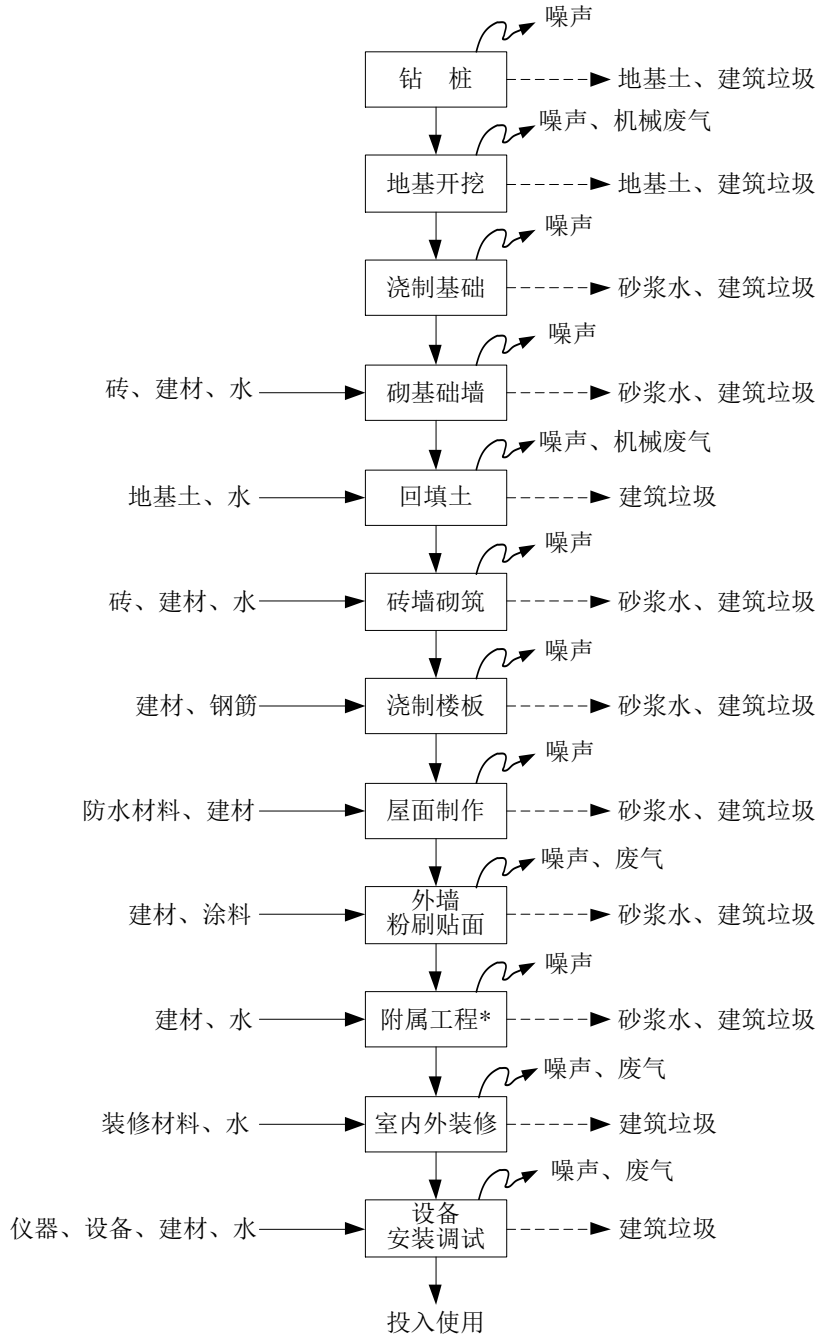 噪声
钻 桩
地基土、建筑垃圾
噪声、机械废气
地基开挖
地基土、建筑垃圾
噪声
浇制基础
砂浆水、建筑垃圾
噪声
砖、建材、水
砌基础墙
砂浆水、建筑垃圾
噪声、机械废气
地基土、水
回填土
建筑垃圾
噪声
砖、建材、水
砖墙砌筑
砂浆水、建筑垃圾
噪声
建材、钢筋
浇制楼板
砂浆水、建筑垃圾
噪声
防水材料、建材
屋面制作
砂浆水、建筑垃圾
噪声、废气
建材、涂料
外墙
粉刷贴面
砂浆水、建筑垃圾
噪声
建材、水
附属工程*
砂浆水、建筑垃圾
噪声、废气
装修材料、水
室内外装修
建筑垃圾
噪声、废气
仪器、设备、建材、水
设备
安装调试
建筑垃圾
投入使用